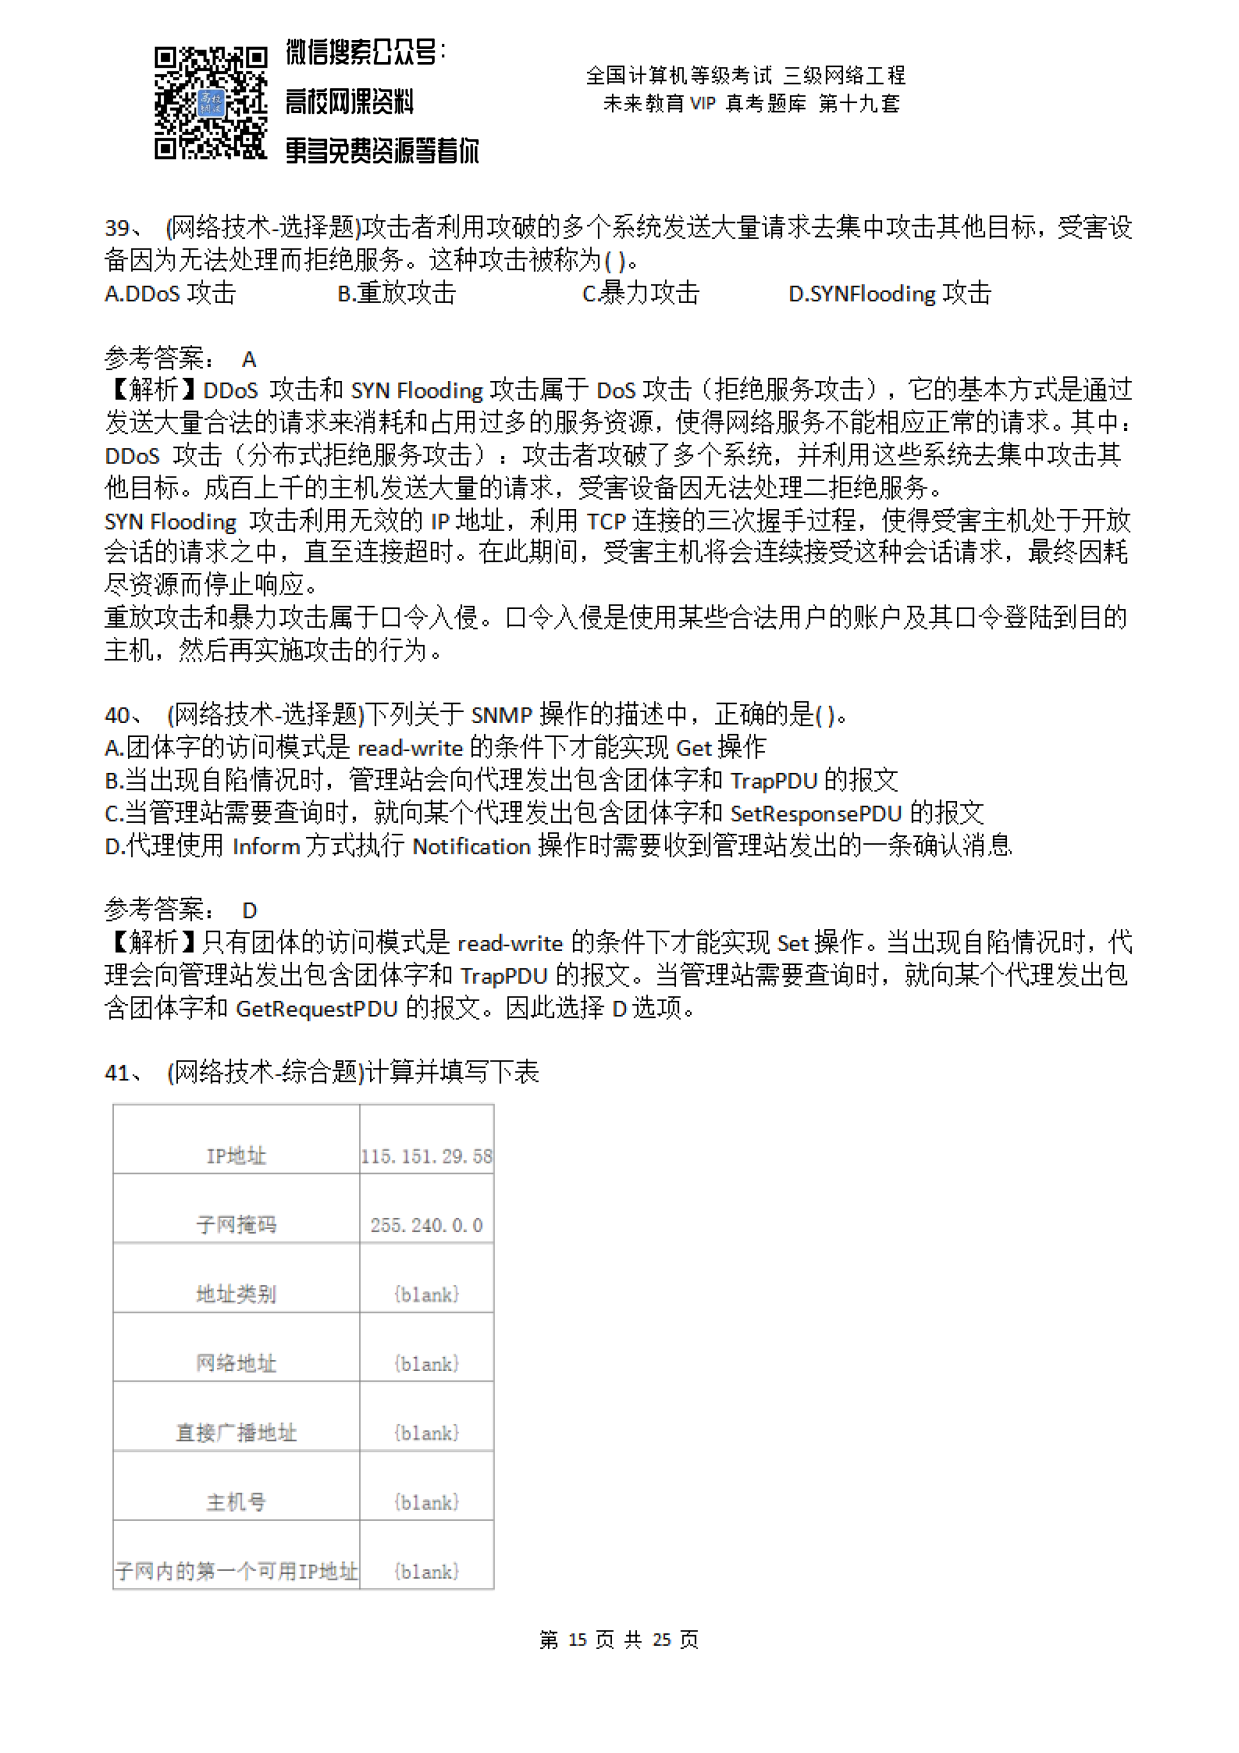 微信搜索公众号：
高校网课资料
更多免费资源等着你
全国计算机等级考试 三级网络工程
未来教育 VIP 真考题库 第十九套
39、 (网络技术-选择题)攻击者利用攻破的多个系统发送大量请求去集中攻击其他目标，受害设
备因为无法处理而拒绝服务。这种攻击被称为( )。
A.DDoS 攻击 B.重放攻击 C.暴力攻击 D.SYNFlooding 攻击
参考答案： A
【解析】DDoS 攻击和 SYN Flooding 攻击属于 DoS 攻击（拒绝服务攻击），它的基本方式是通过
发送大量合法的请求来消耗和占用过多的服务资源，使得网络服务不能相应正常的请求。其中：
DDoS 攻击（分布式拒绝服务攻击）：攻击者攻破了多个系统，并利用这些系统去集中攻击其
他目标。成百上千的主机发送大量的请求，受害设备因无法处理二拒绝服务。
SYN Flooding 攻击利用无效的 IP 地址，利用 TCP 连接的三次握手过程，使得受害主机处于开放
会话的请求之中，直至连接超时。在此期间，受害主机将会连续接受这种会话请求，最终因耗
尽资源而停止响应。
重放攻击和暴力攻击属于口令入侵。口令入侵是使用某些合法用户的账户及其口令登陆到目的
主机，然后再实施攻击的行为。
40、 (网络技术-选择题)下列关于 SNMP 操作的描述中，正确的是( )。
A.团体字的访问模式是 read-write 的条件下才能实现 Get 操作
B.当出现自陷情况时，管理站会向代理发出包含团体字和 TrapPDU 的报文
C.当管理站需要查询时，就向某个代理发出包含团体字和 SetResponsePDU 的报文
D.代理使用 Inform 方式执行 Notification 操作时需要收到管理站发出的一条确认消息
参考答案： D
【解析】只有团体的访问模式是 read-write 的条件下才能实现 Set 操作。当出现自陷情况时，代
理会向管理站发出包含团体字和 TrapPDU 的报文。当管理站需要查询时，就向某个代理发出包
含团体字和 GetRequestPDU 的报文。因此选择 D 选项。
41、 (网络技术-综合题)计算并填写下表
IP地址 115.151.29.58
子网掩码 255.240.0.0
地址类别 {blank}
网络地址 {blank}
直接广播地址 {blank}
主机号 {blank}
子网内的第一个可用IP地址 {blank}
第 15 页 共 25 页